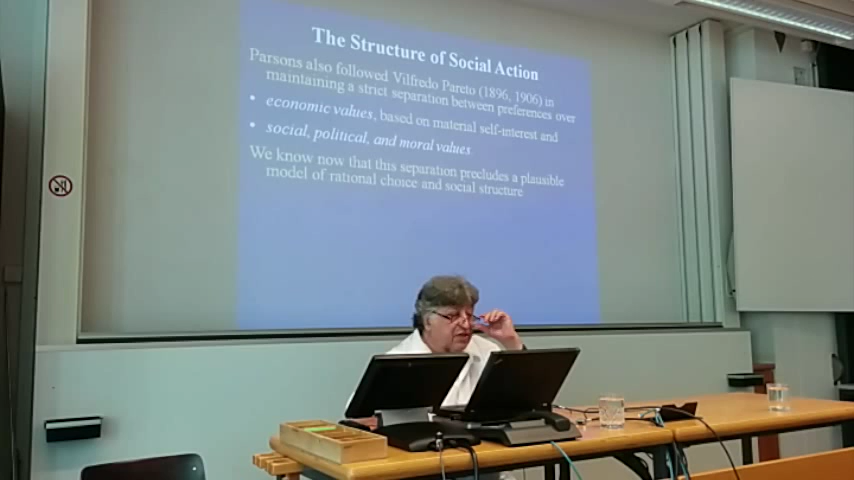 The Structure of Social Action
Parsons also followed Vilfredo Pareto (1896, 1906) in
maintaining a strict separation between preferences over
• economic values, based on material self-interest and
• social, political, and moral values.
We know now that this separation precludes a plausible
model of rational choice and social structure